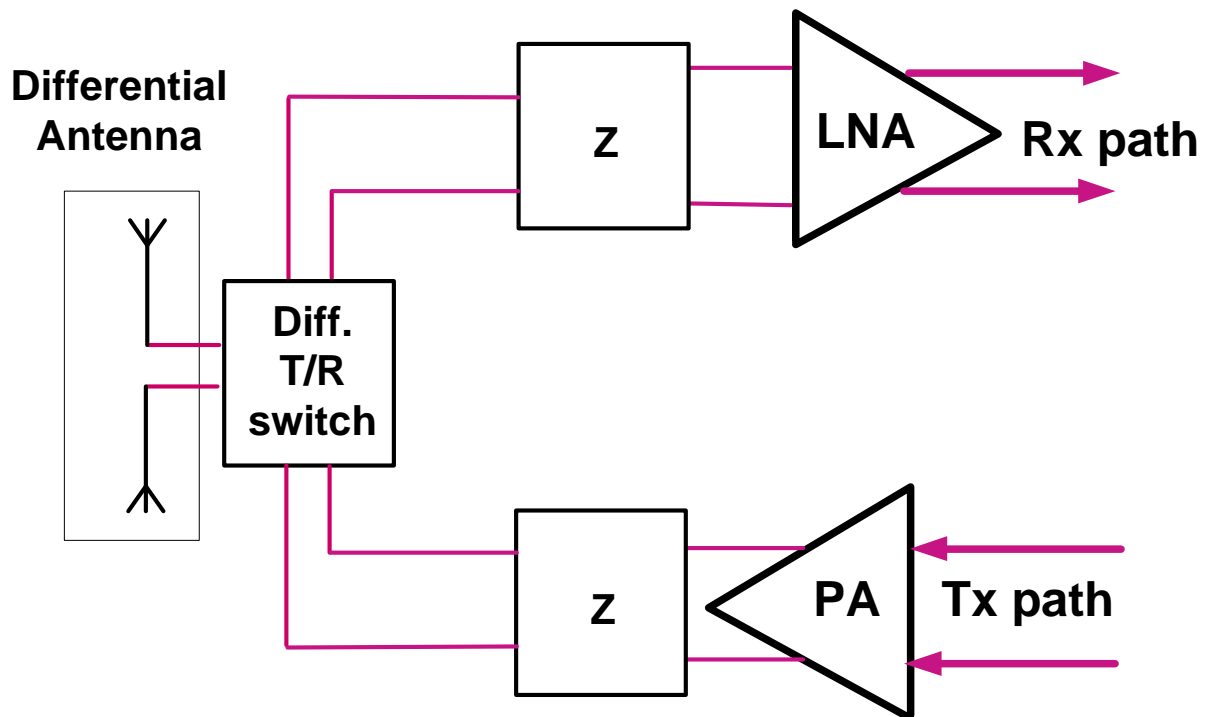 Differential
Antenna
Z
LNA
Rx path
Diff.
T/R
switch
Z
PA
Tx path